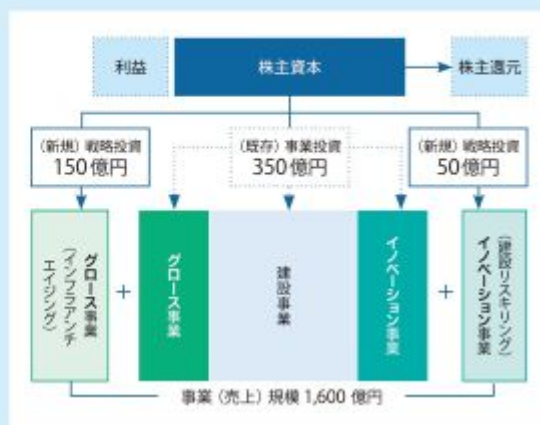 利益
株主資本
株主還元
(新規)戦略投資
150億円
(既存)事業投資
350億円
(新規)戦略投資
50億円
グロース事業
(インフラアンチ
エイジング)
+
グロース事業
建設事業
イノベーション事業
+
(建設リスキリング)
イノベーション事業
事業(売上)規模1,600億円